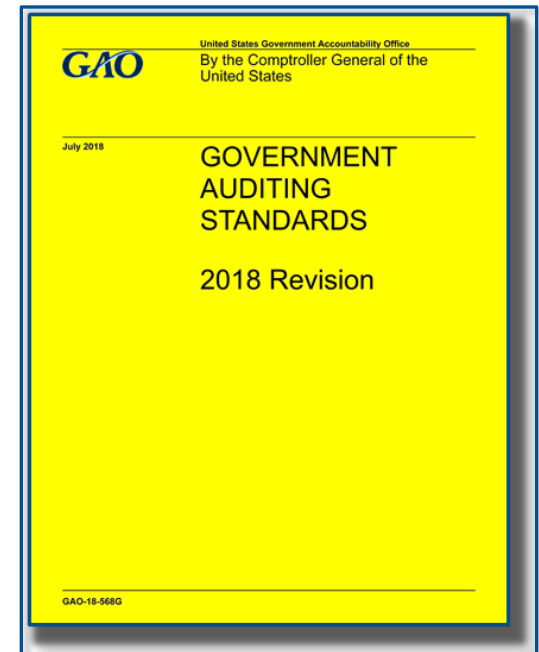 United States Government Accountability Office
GAO
By the Comptroller General of the
United States
July 2018
GOVERNMENT
AUDITING
STANDARDS
2018 Revision
GAO-18-568G